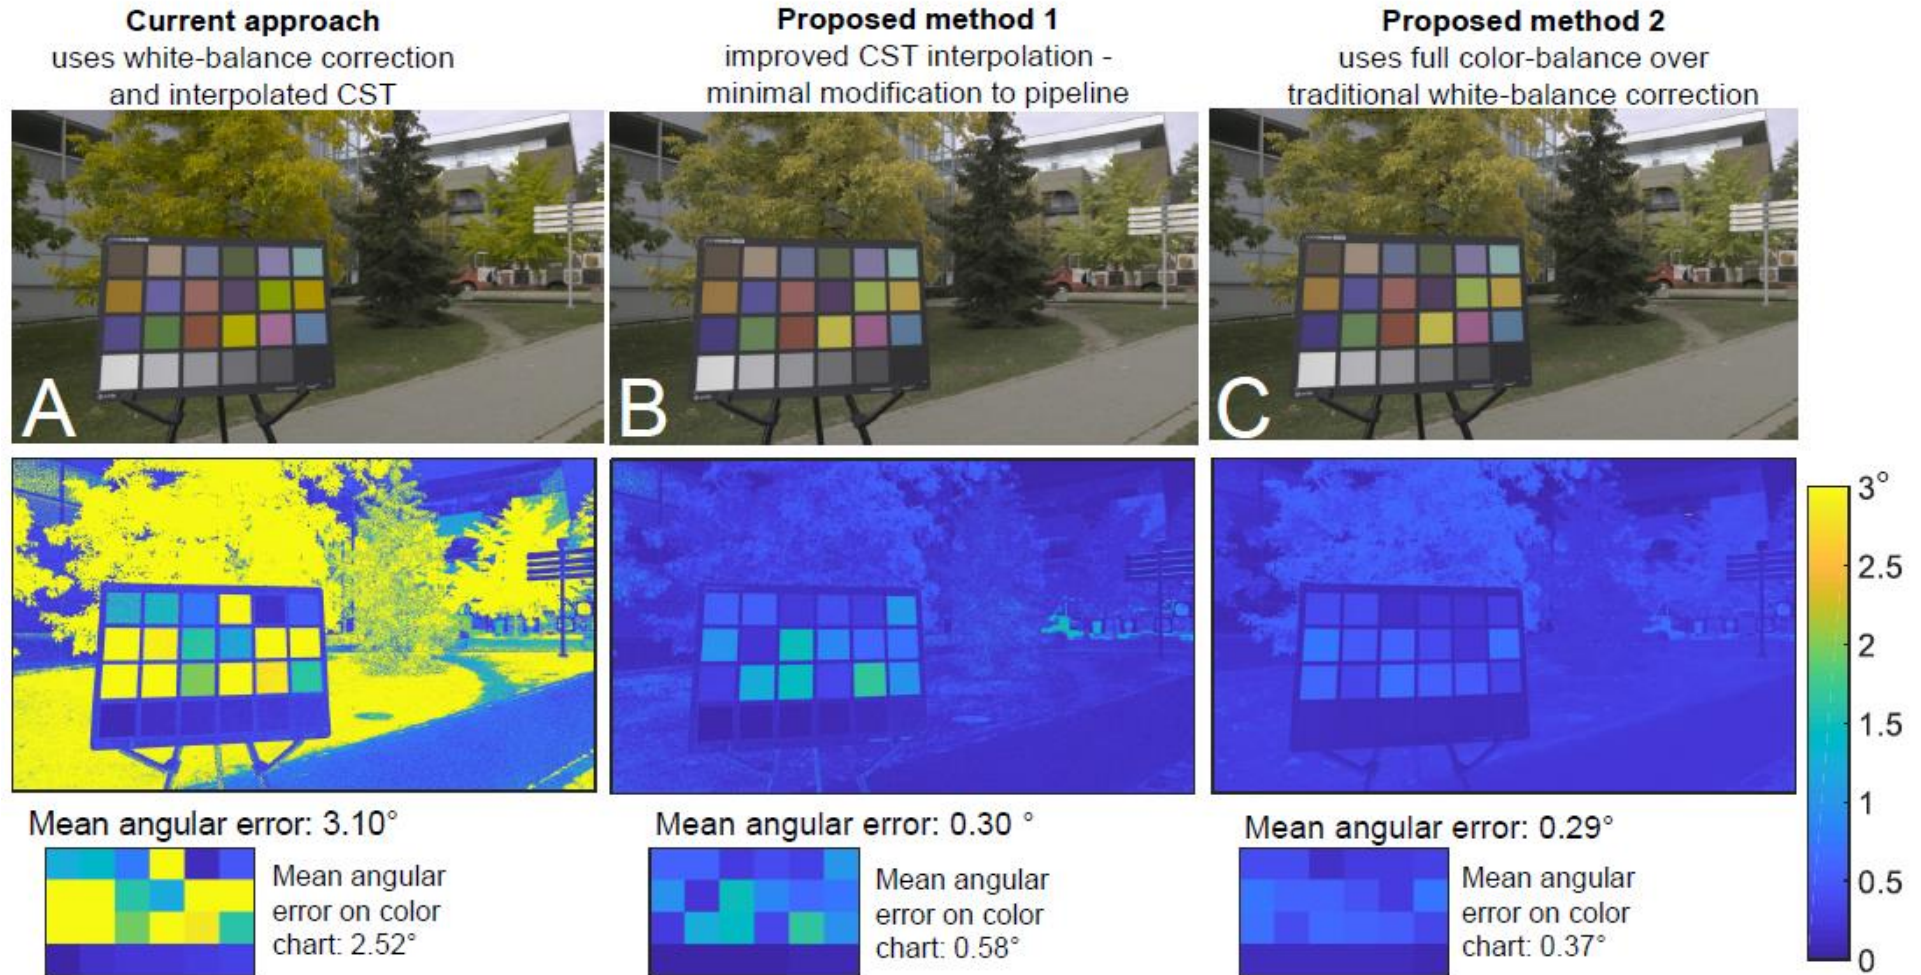 Current approach
uses white-balance correction
and interpolated CST
Proposed method 1
improved CST interpolation -
minimal modification to pipeline
Proposed method 2
uses full color-balance over
traditional white-balance correction
A
B
C
3°
2.5
2
1.5
1
0.5
0
Mean angular error: 3.10°
Mean angular
error on color
chart: 2.52°
Mean angular error: 0.30 °
Mean angular
error on color
chart: 0.58°
Mean angular error: 0.29°
Mean angular
error on color
chart: 0.37°